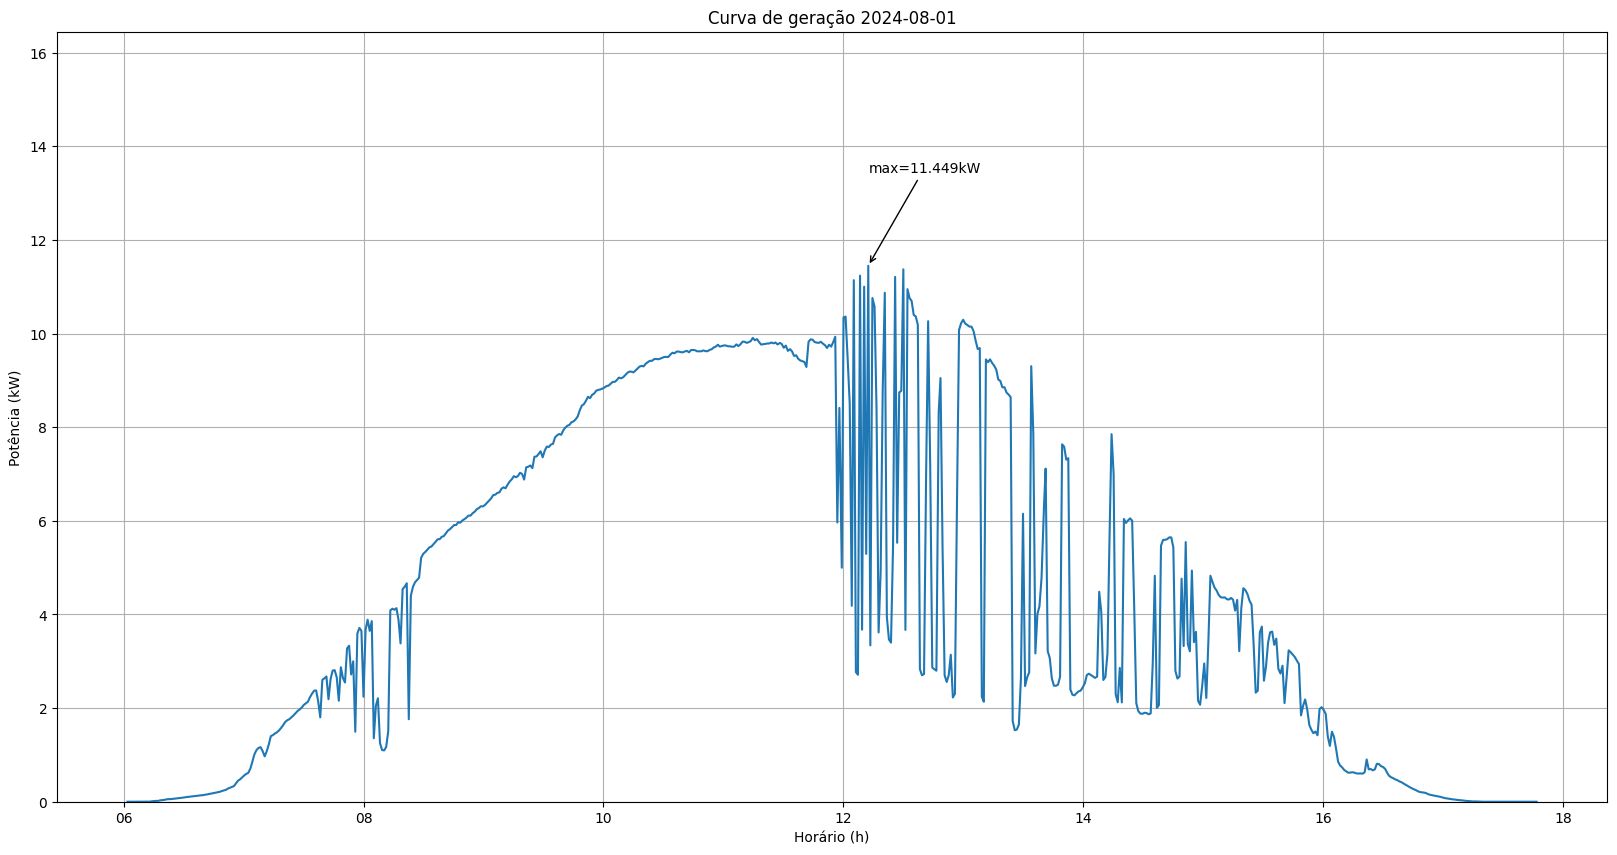 Curva de geração 2024-08-01
16
14
max=11.449kW
12
10
8
6
4
2
0
Potência (kW)
06 08 10 12 14 16 18
Horário (h)